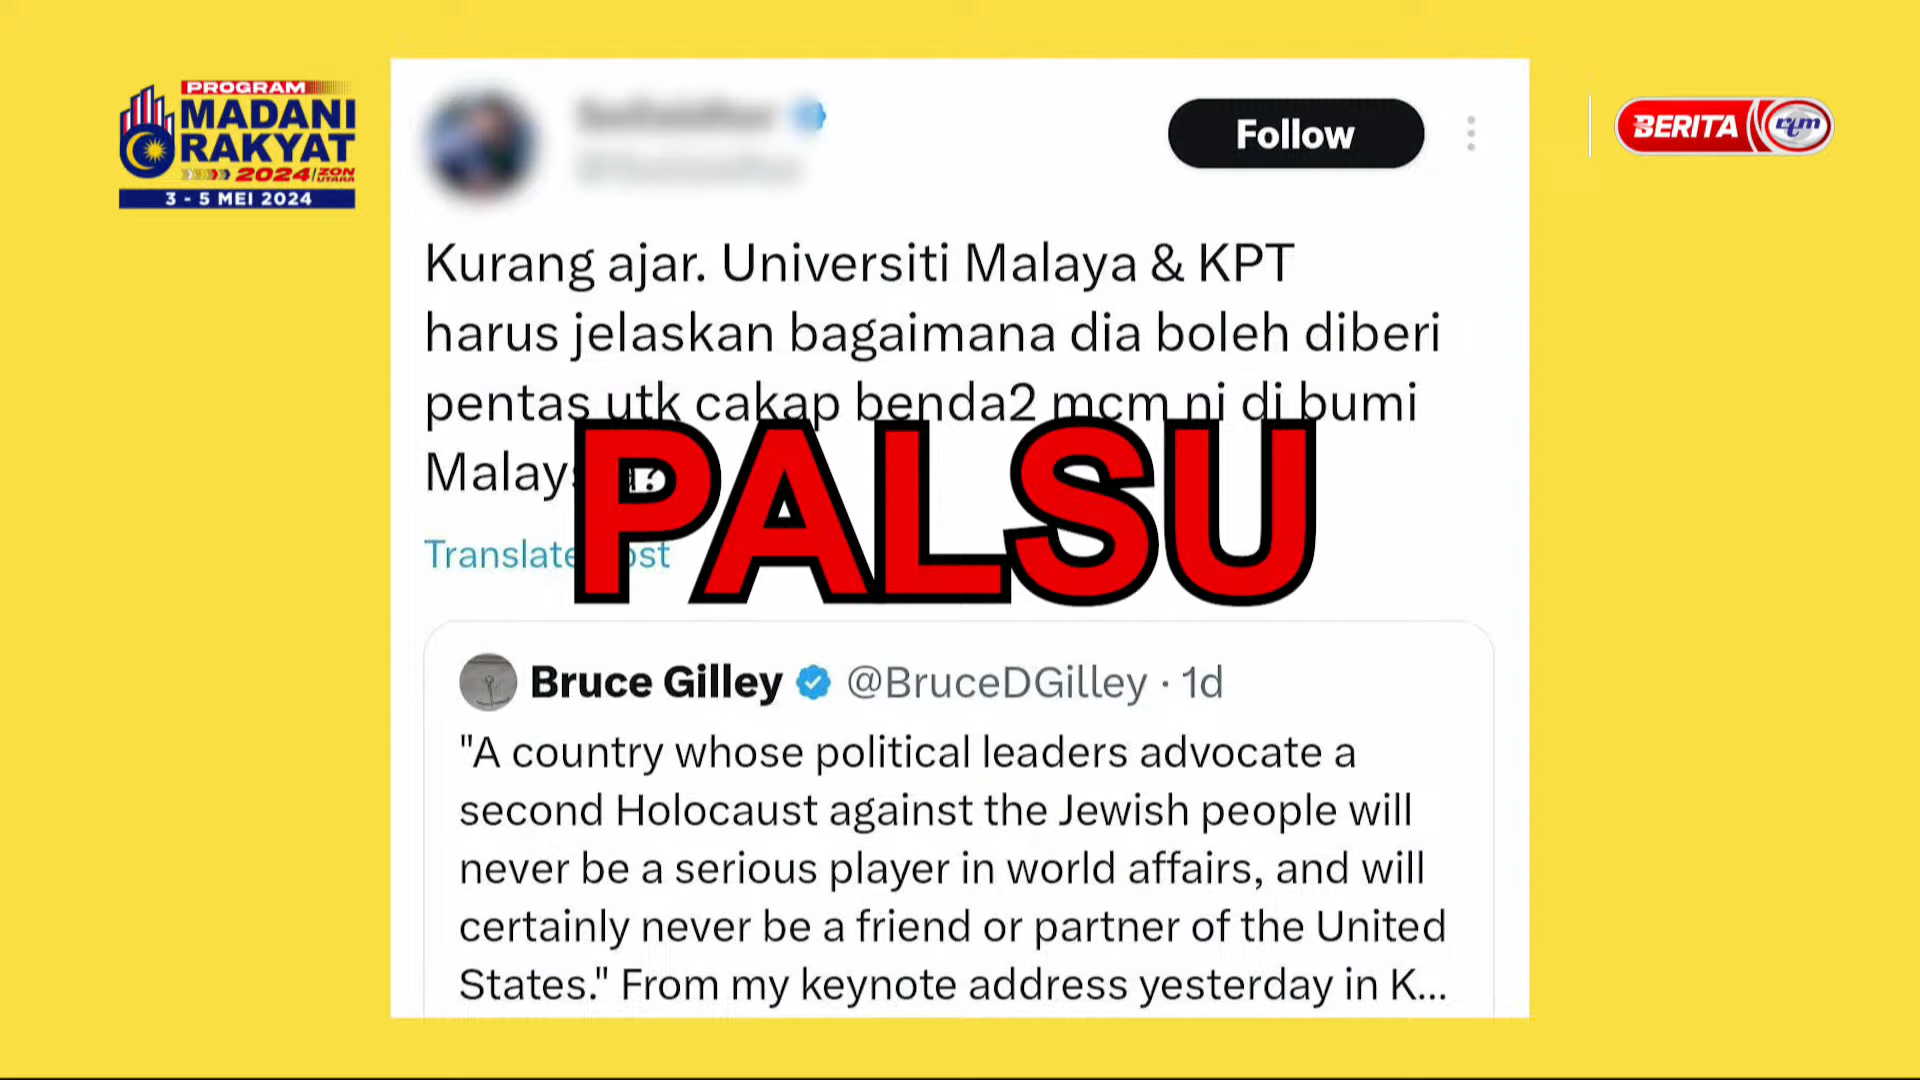 PROGRAM
MADANI
RAKYAT
2024/ZON UTARA
3 - 5 MEI 2024
BERITA rtm
Follow
Kurang ajar. Universiti Malaya & KPT
harus jelaskan bagaimana dia boleh diberi
pentas utk cakap benda2 mcm ni di bumi
PALSU
Bruce Gilley @BruceDGilley · 1d
"A country whose political leaders advocate a
second Holocaust against the Jewish people will
never be a serious player in world affairs, and will
certainly never be a friend or partner of the United
States." From my keynote address yesterday in K...